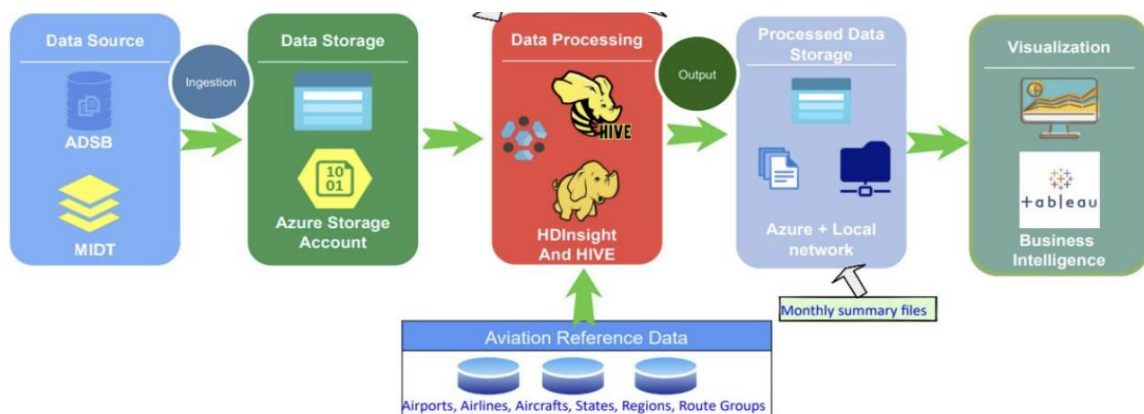 Data Source
ADSB
MIDT
Ingestion
Data Storage
10
01
Azure Storage
Account
Data Processing
HIVE
HDInsight
And HIVE
Output
Processed Data
Storage
Azure + Local
network
Monthly summary files
Visualization
+ableau
Business
Intelligence
Aviation Reference Data
Airports, Airlines, Aircrafts, States, Regions, Route Groups